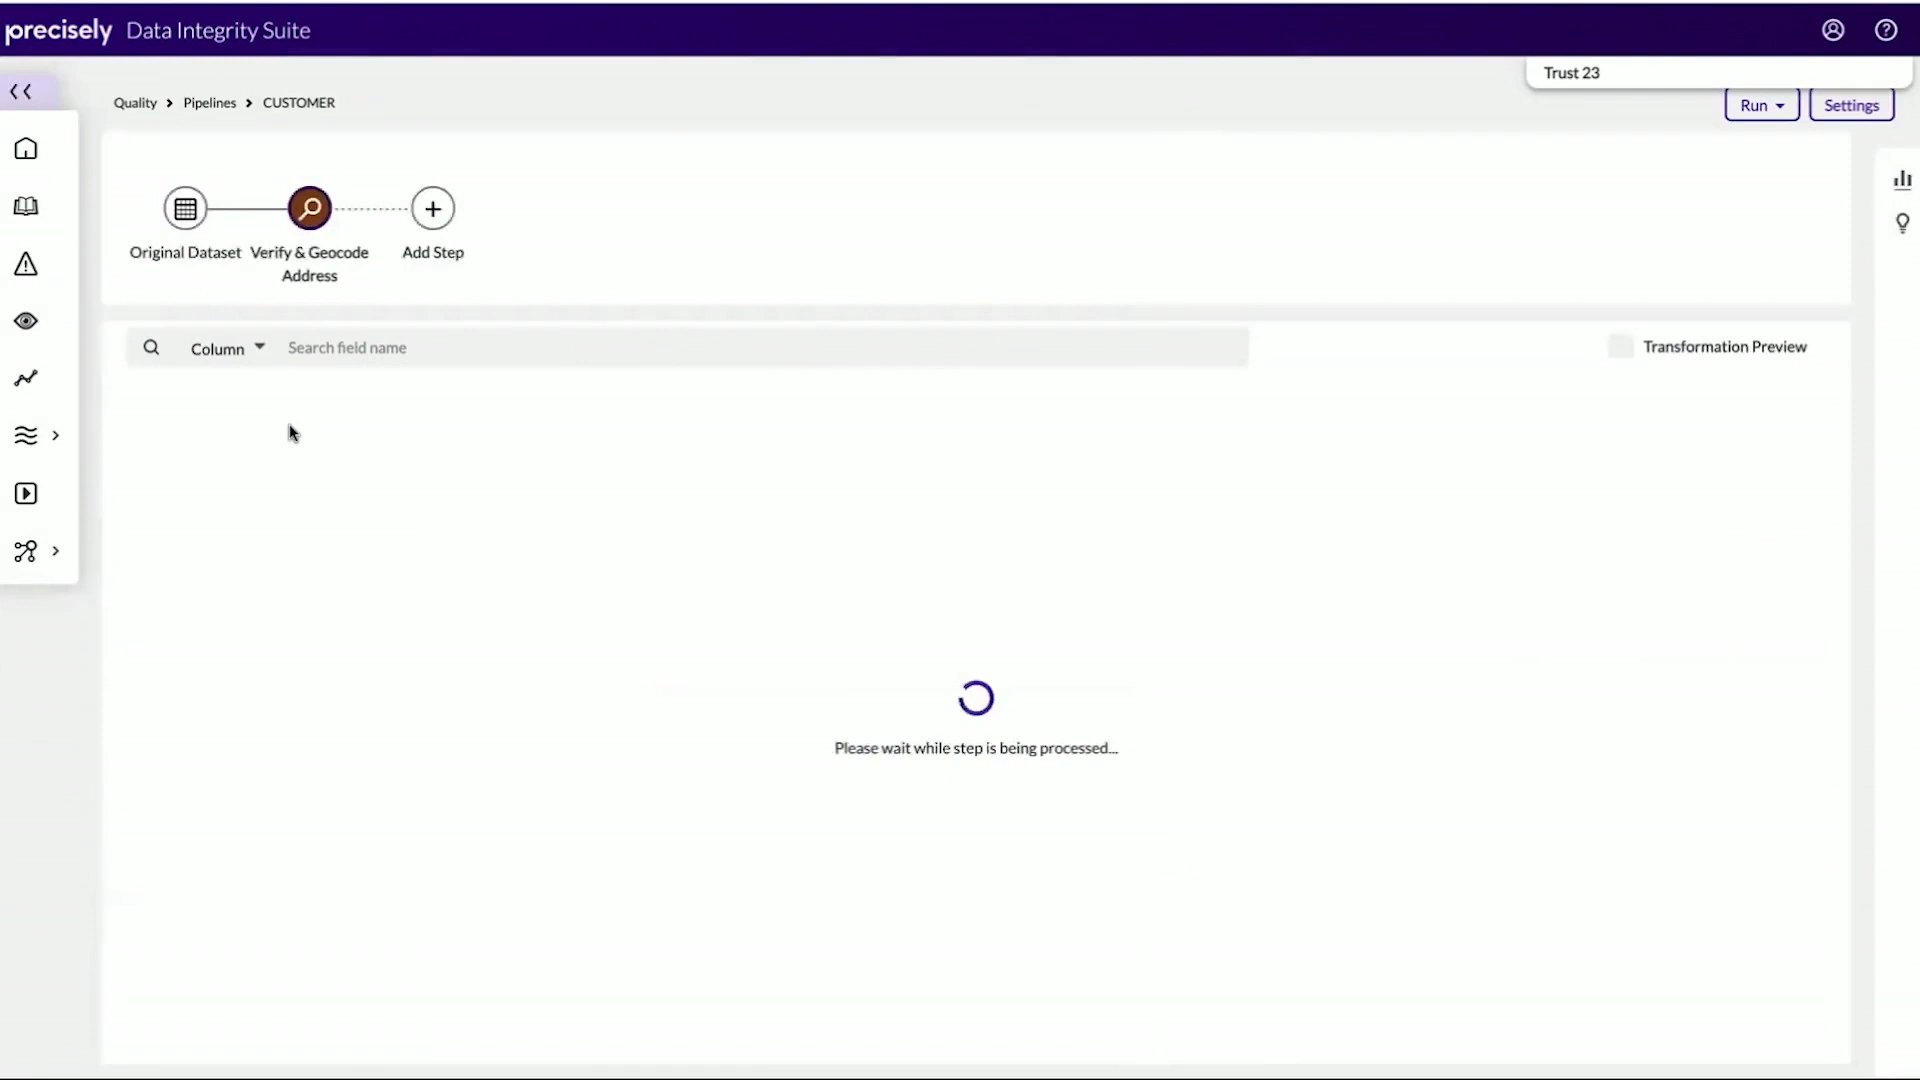 precisely Data Integrity Suite
Trust 23
Quality > Pipelines > CUSTOMER
Run
Settings
Original Dataset
Verify & Geocode
Address
Add Step
Column
Search field name
Transformation Preview
Please wait while step is being processed...